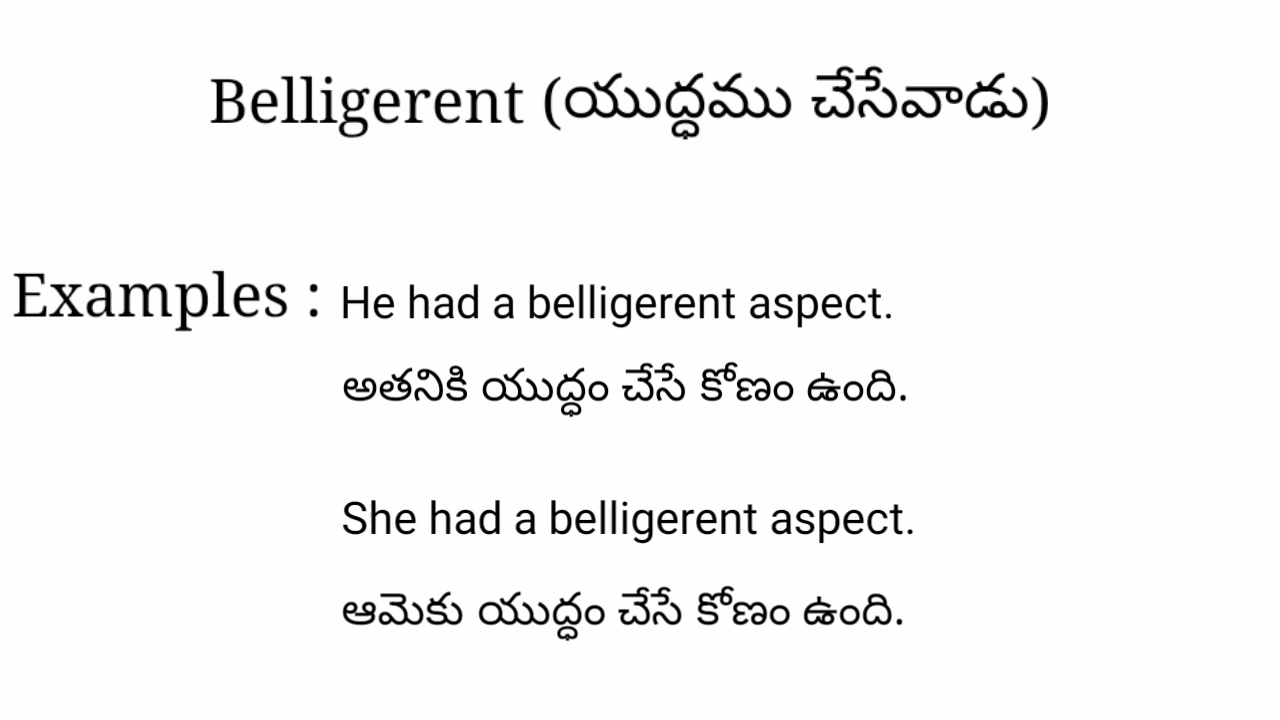 Belligerent (యుద్ధము చేసేవాడు)
Examples : He had a belligerent aspect.
అతనికి యుద్ధం చేసే కోణం ఉంది.
She had a belligerent aspect.
ఆమెకు యుద్ధం చేసే కోణం ఉంది.